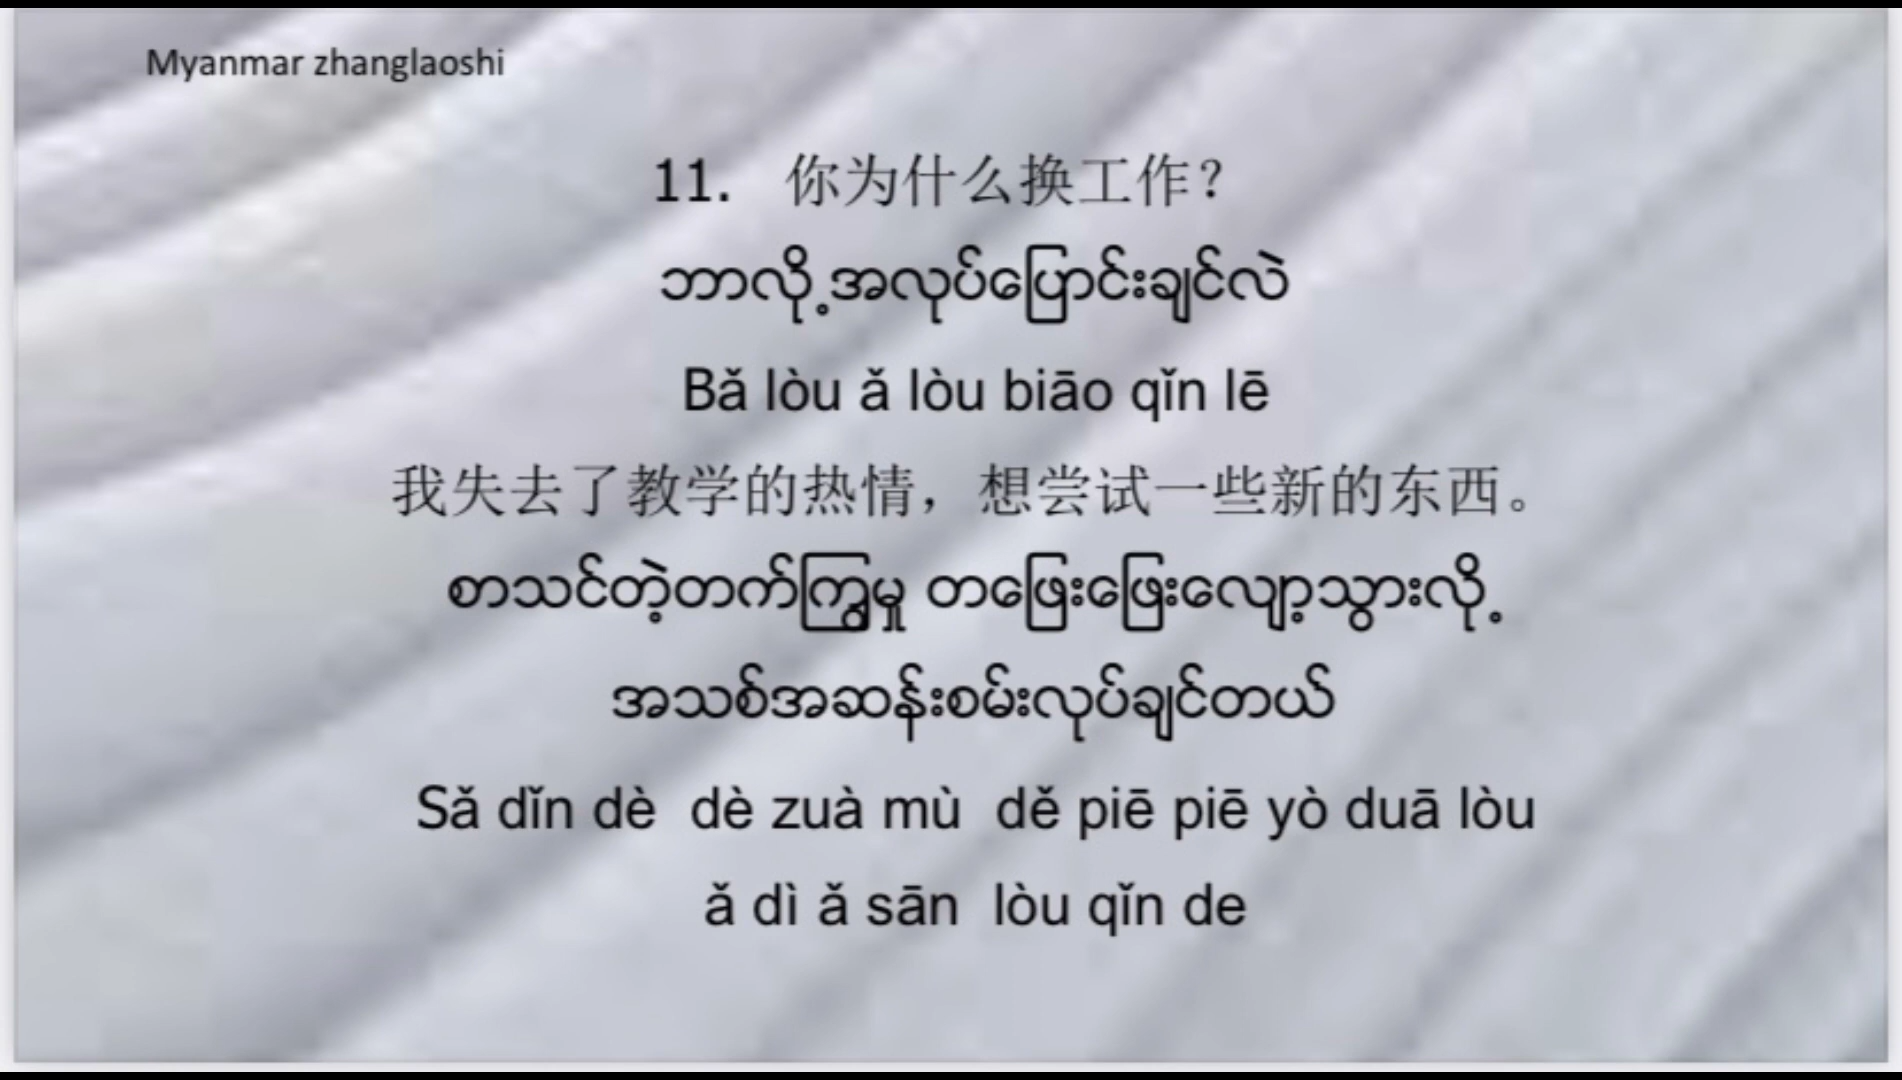 Myanmar zhanglaoshi
11. 你为什么换工作？
ဘာလို့အလုပ်ပြောင်းချင်လဲ
Bǎ lòu ǎ lòu biāo qǐn lē
我失去了教学的热情，想尝试一些新的东西。
စာသင်တဲ့တက်ကြွမှု တဖြေးဖြေးလျော့သွားလို့
အသစ်အဆန်းစမ်းလုပ်ချင်တယ်
Sǎ dǐn dè dè zuà mù dě piē piē yò duā lòu
ǎ dì ǎ sān lòu qǐn de